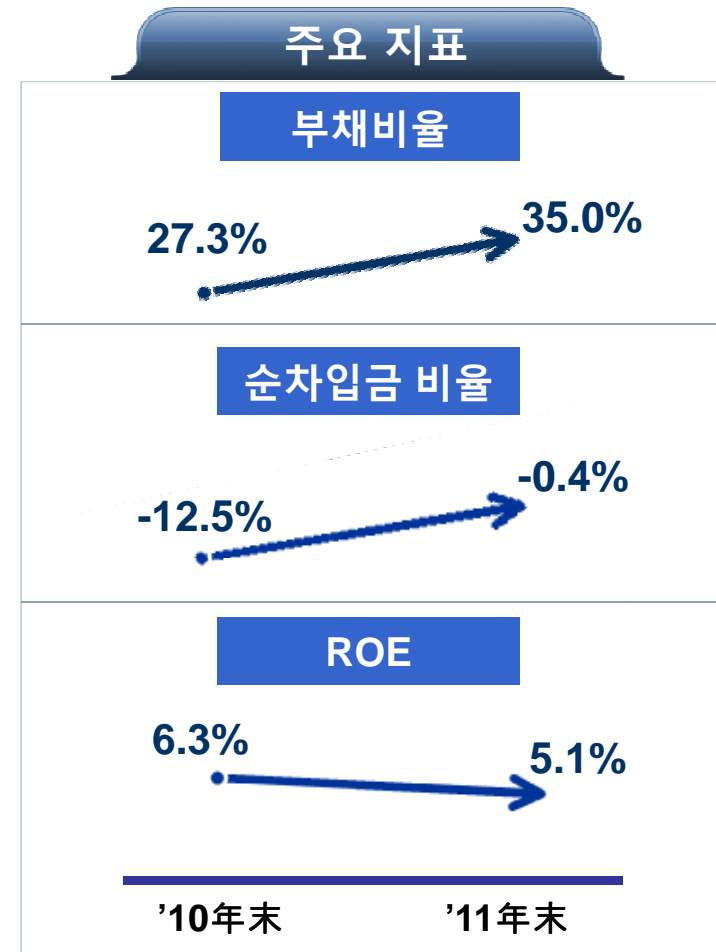 주요 지표
부채비율
27.3%
35.0%
순차입금 비율
-12.5%
-0.4%
ROE
6.3%
5.1%
’10年末
’11年末